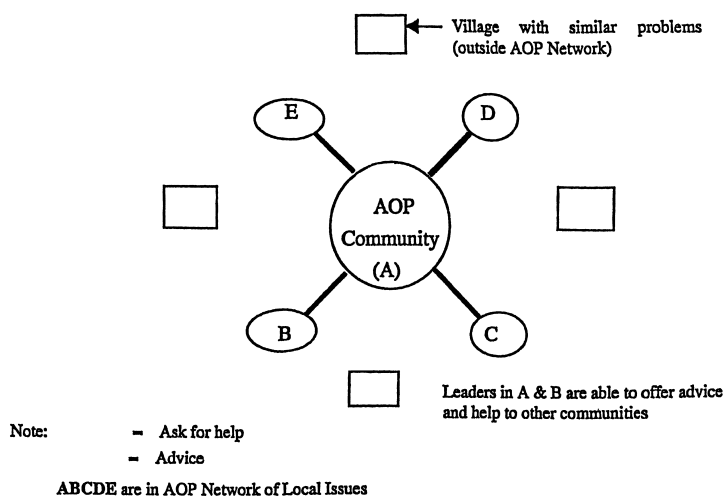 Village with similar problems
(outside AOP Network)
E
D
AOP
Community
(A)
B
C
Leaders in A & B are able to offer advice
and help to other communities
Note:
= Ask for help
= Advice
ABCDE are in AOP Network of Local Issues